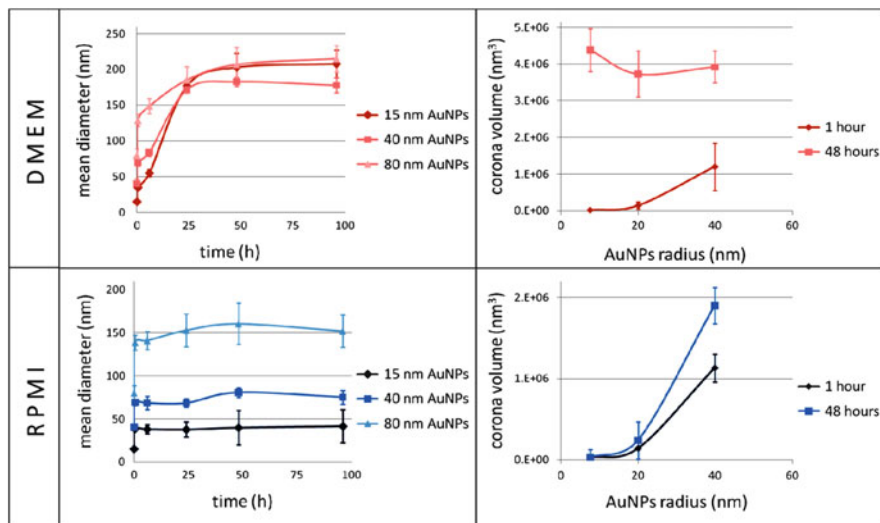 DMEM
mean diameter (nm)
250
200
150
100
50
0
0 25 50 75 100
time (h)
15 nm AuNPs
40 nm AuNPs
80 nm AuNPs
corona volume (nm³)
5.E+06
4.E+06
3.E+06
2.E+06
1.E+06
0.E+00
0 20 40 60
AuNPs radius (nm)
1 hour
48 hours
RPMI
mean diameter (nm)
200
150
100
50
0
0 25 50 75 100
time (h)
15 nm AuNPs
40 nm AuNPs
80 nm AuNPs
corona volume (nm³)
2.E+06
1.E+06
0.E+00
0 20 40 60
AuNPs radius (nm)
1 hour
48 hours